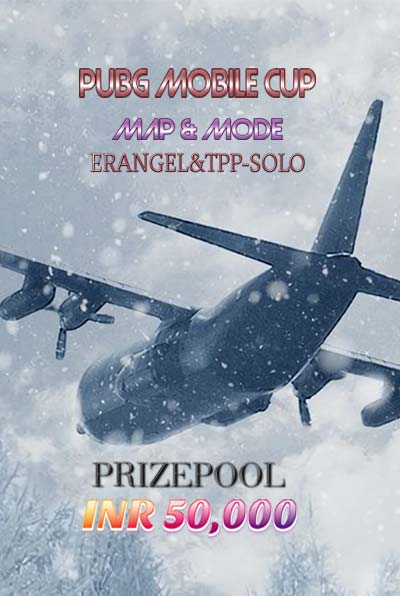 PUBG MOBILE CUP
MAP & MODE
ERANGEL&TPP-SOLO
PRIZEPOOL
INR 50,000